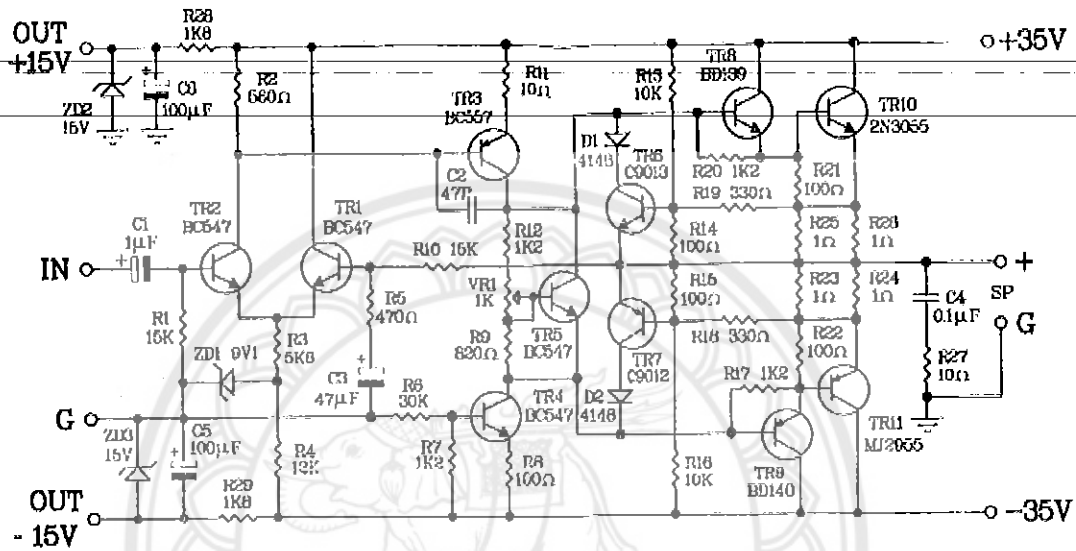 OUT
+15V
R28
1K8
ZD2
15V
C6
100µF
R2
560Ω
R11
10Ω
TR3
BC557
R13
10K
TR8
BD139
+35V
TR10
2N3055
D1
4148
TR6
C9013
R20 1K2
R19 330Ω
R21
100Ω
C2
47P
TR2
BC547
TR1
BC547
C1
1µF
IN
R10 15K
R12
1K2
R14
100Ω
R25
1Ω
R26
1Ω
VR1
1K
R5
470Ω
R15
100Ω
R23
1Ω
R24
1Ω
+
SP
G
C4
0.1µF
R1
15K
R3
5K6
ZD1 9V1
R9
820Ω
TR5
BC547
TR7
C9012
R18 330Ω
R22
100Ω
R27
10Ω
C3
47µF
R6
30K
TR4
BC547
D2
4148
R17 1K2
G
ZD3
15V
C5
100µF
R4
12K
R7
1K2
R8
100Ω
R16
10K
TR9
BD140
TR11
MJ2955
R29
1K8
OUT
- 15V
-35V